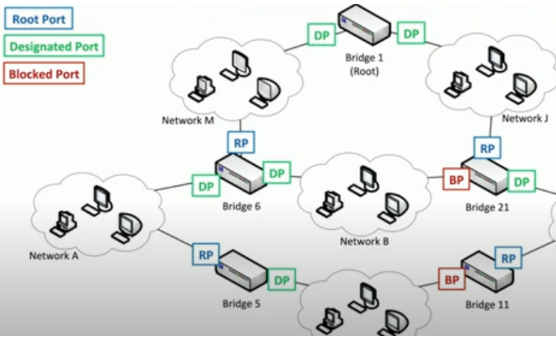 Root Port
Designated Port
Blocked Port
DP
DP
Bridge 1
(Root)
Network M
Network J
RP
RP
DP
DP
BP
DP
Bridge 6
Bridge 21
Network A
Network B
RP
DP
BP
RP
Bridge 5
Bridge 11